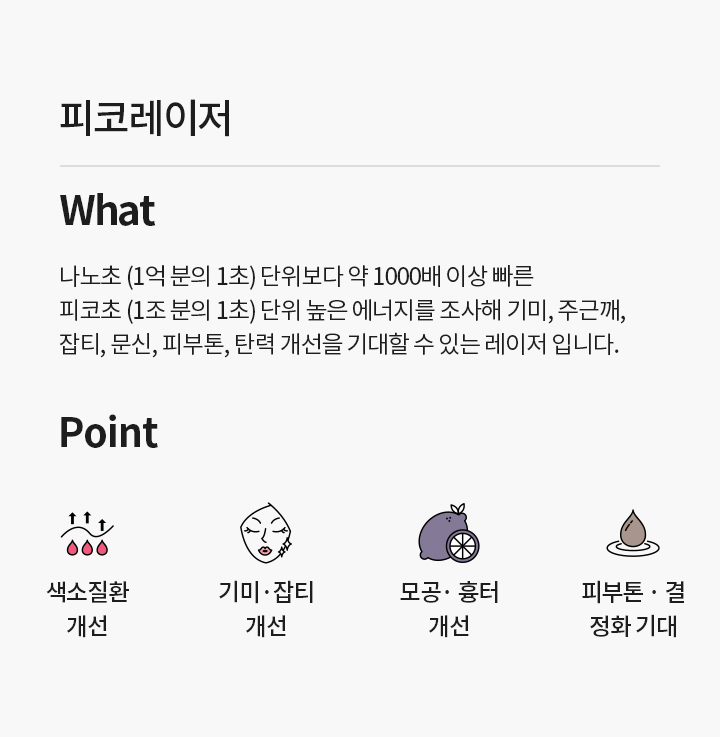 피코레이저
What
나노초 (1억 분의 1초) 단위보다 약 1000배 이상 빠른
피코초 (1조 분의 1초) 단위 높은 에너지를 조사해 기미, 주근깨,
잡티, 문신, 피부톤, 탄력 개선을 기대할 수 있는 레이저 입니다.
Point
색소질환
개선
기미·잡티
개선
모공· 흉터
개선
피부톤 · 결
정화 기대